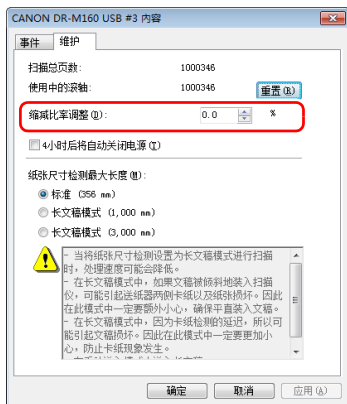 CANON DR-M160 USB #3 内容
事件 维护
扫描总页数: 1000346
使用中的滚轴: 1000346 重置(R)
缩减比率调整(D): 0.0 %
4小时后将自动关闭电源(T)
纸张尺寸检测最大长度(M):
标准 (356 mm)
长文稿模式 (1,000 mm)
长文稿模式 (3,000 mm)
- 当将纸张尺寸检测设置为长文稿模式进行扫描
时，处理速度可能会降低。
- 在长文稿模式中，如果文稿被倾斜地装入扫描
仪，可能引起送纸器两侧卡纸以及纸张损坏。因此
在此模式中一定要额外小心，确保平直装入文稿。
- 在长文稿模式中，因为卡纸检测的延迟，所以可
能引起文稿损坏。因此在此模式中一定要更加小
心，防止卡纸现象发生。
确定 取消 应用(A)